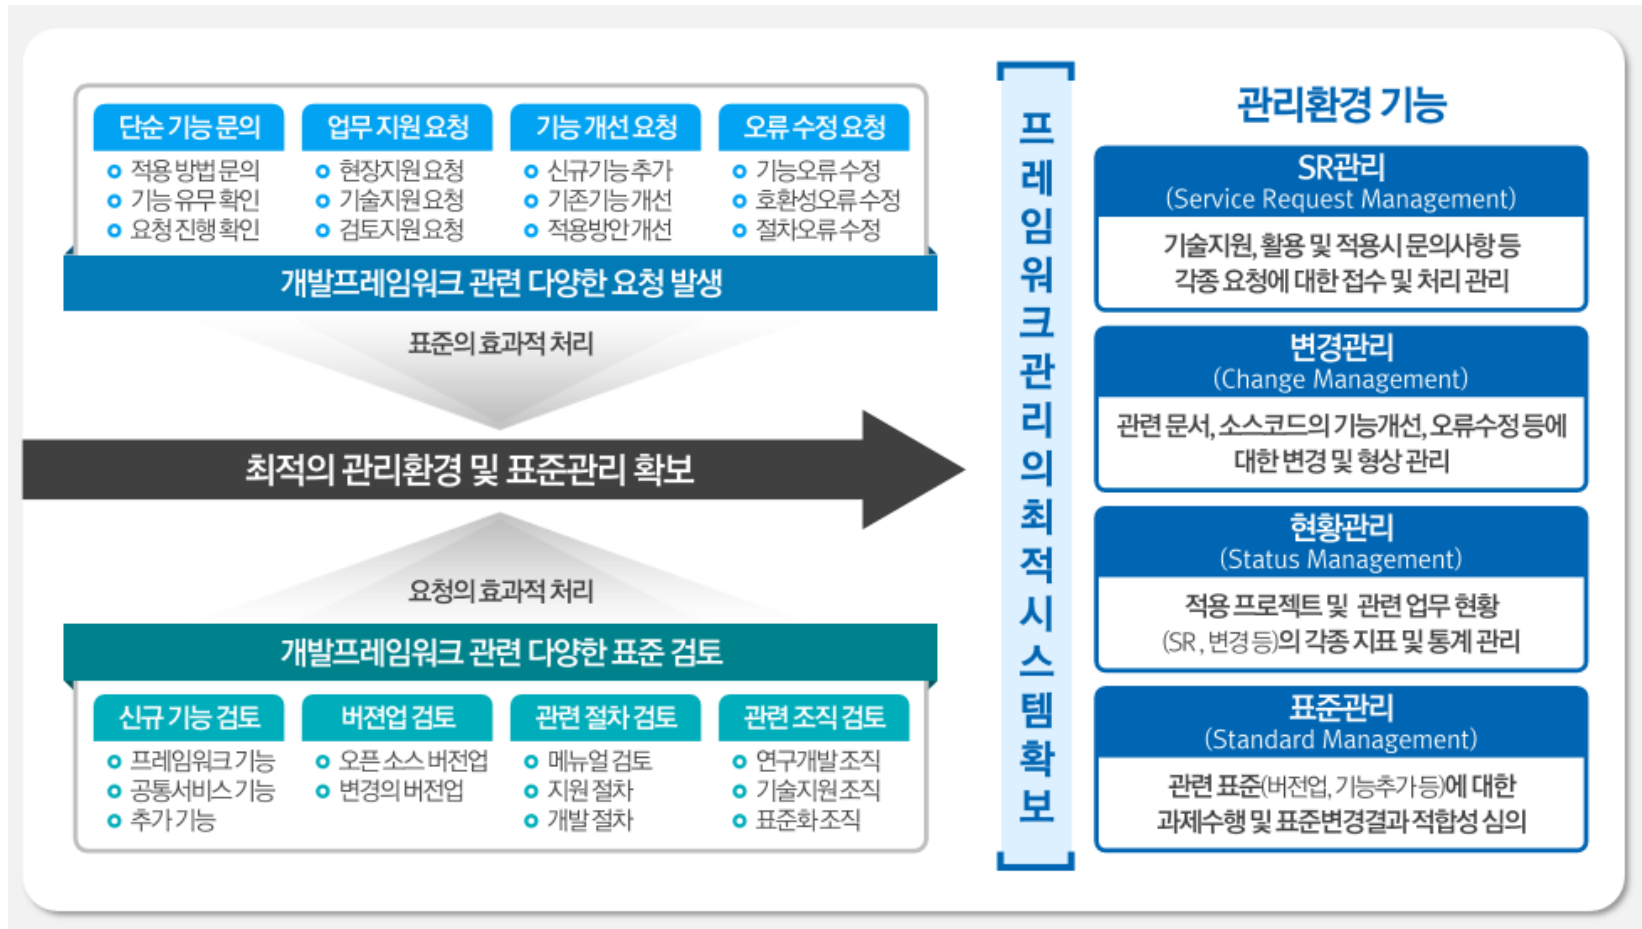 단순 기능 문의
적용 방법 문의
기능 유무 확인
요청 진행 확인
업무 지원 요청
현장지원 요청
기술지원 요청
검토지원 요청
기능 개선 요청
신규기능 추가
기존기능 개선
적용방안 개선
오류 수정 요청
기능오류 수정
호환성오류 수정
절차오류 수정
개발프레임워크 관련 다양한 요청 발생
표준의 효과적 처리
최적의 관리환경 및 표준관리 확보
요청의 효과적 처리
개발프레임워크 관련 다양한 표준 검토
신규 기능 검토
프레임워크 기능
공통서비스 기능
추가 기능
버젼업 검토
오픈 소스 버전업
변경의 버전업
관련 절차 검토
메뉴얼 검토
지원 절차
개발 절차
관련 조직 검토
연구개발 조직
기술지원 조직
표준화 조직
프레임워크관리의최적시스템확보
관리환경 기능
SR관리
(Service Request Management)
기술지원, 활용 및 적용시 문의사항 등
각종 요청에 대한 접수 및 처리 관리
변경관리
(Change Management)
관련 문서, 소스코드의 기능개선, 오류수정 등에
대한 변경 및 형상 관리
현황관리
(Status Management)
적용 프로젝트 및 관련 업무 현황
(SR , 변경 등)의 각종 지표 및 통계 관리
표준관리
(Standard Management)
관련 표준(버전업, 기능추가 등)에 대한
과제수행 및 표준변경결과 적합성 심의